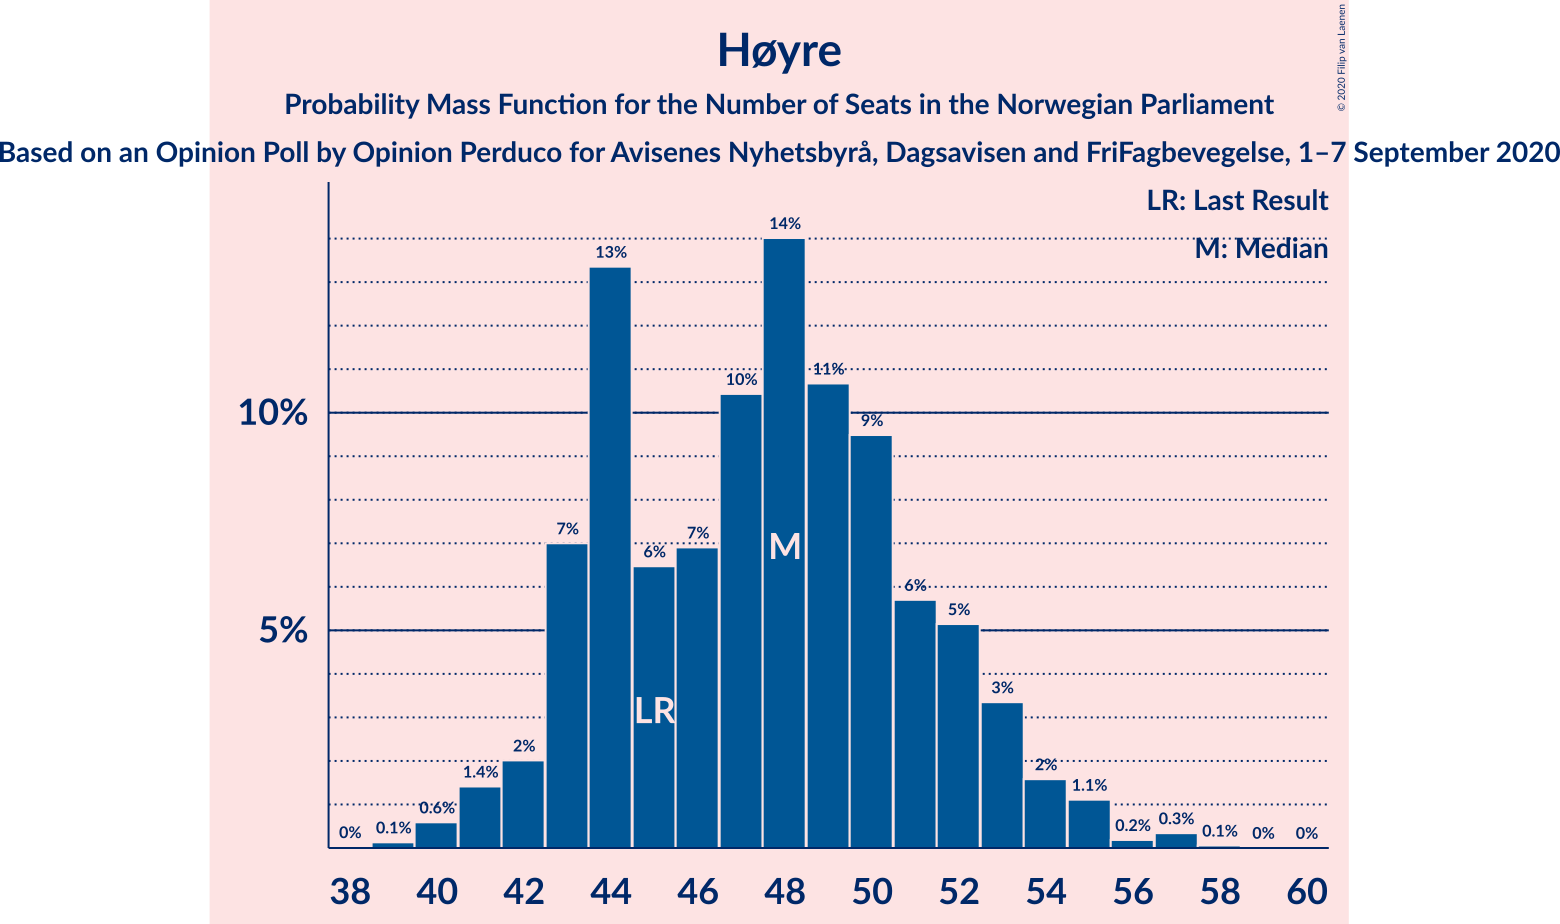 Høyre
Probability Mass Function for the Number of Seats in the Norwegian Parliament
Based on an Opinion Poll by Opinion Perduco for Avisenes Nyhetsbyrå, Dagsavisen and FriFagbevegelse, 1–7 September 2020
© 2020 Filip van Laenen
LR: Last Result
M: Median
10%
5%
0%
0.1%
0.6%
1.4%
2%
7%
13%
6%
7%
10%
14%
11%
9%
6%
5%
3%
2%
1.1%
0.2%
0.3%
0.1%
0%
0%
LR
M
38 40 42 44 46 48 50 52 54 56 58 60